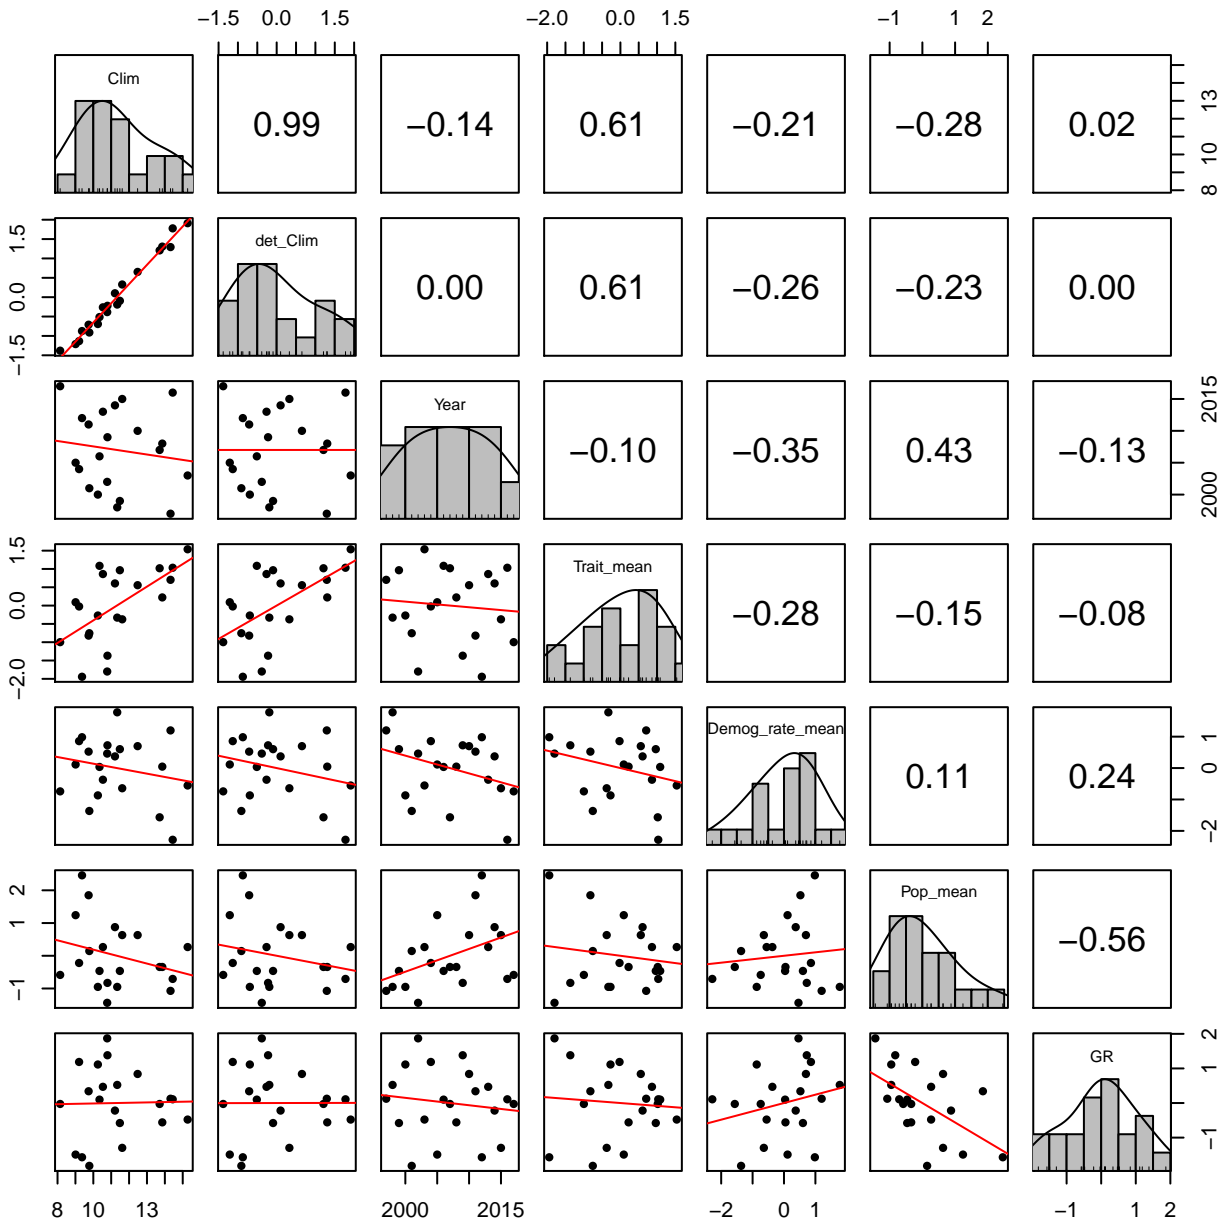 −1.5 0.0 1.5 −2.0 0.0 1.5 −1 1 2
Clim
0.99 −0.14 0.61 −0.21 −0.28 0.02
8 10 13
det_Clim
0.00 0.61 −0.26 −0.23 0.00
−1.5 0.0 1.5
Year
−0.10 −0.35 0.43 −0.13
2000 2015
Trait_mean
−0.28 −0.15 −0.08
−2.0 0.0 1.5
Demog_rate_mean
0.11 0.24
−2 0 1
Pop_mean
−0.56
−1 1 2
GR
−1 1 2
8 10 13 2000 2015 −2 0 1 −1 1 2